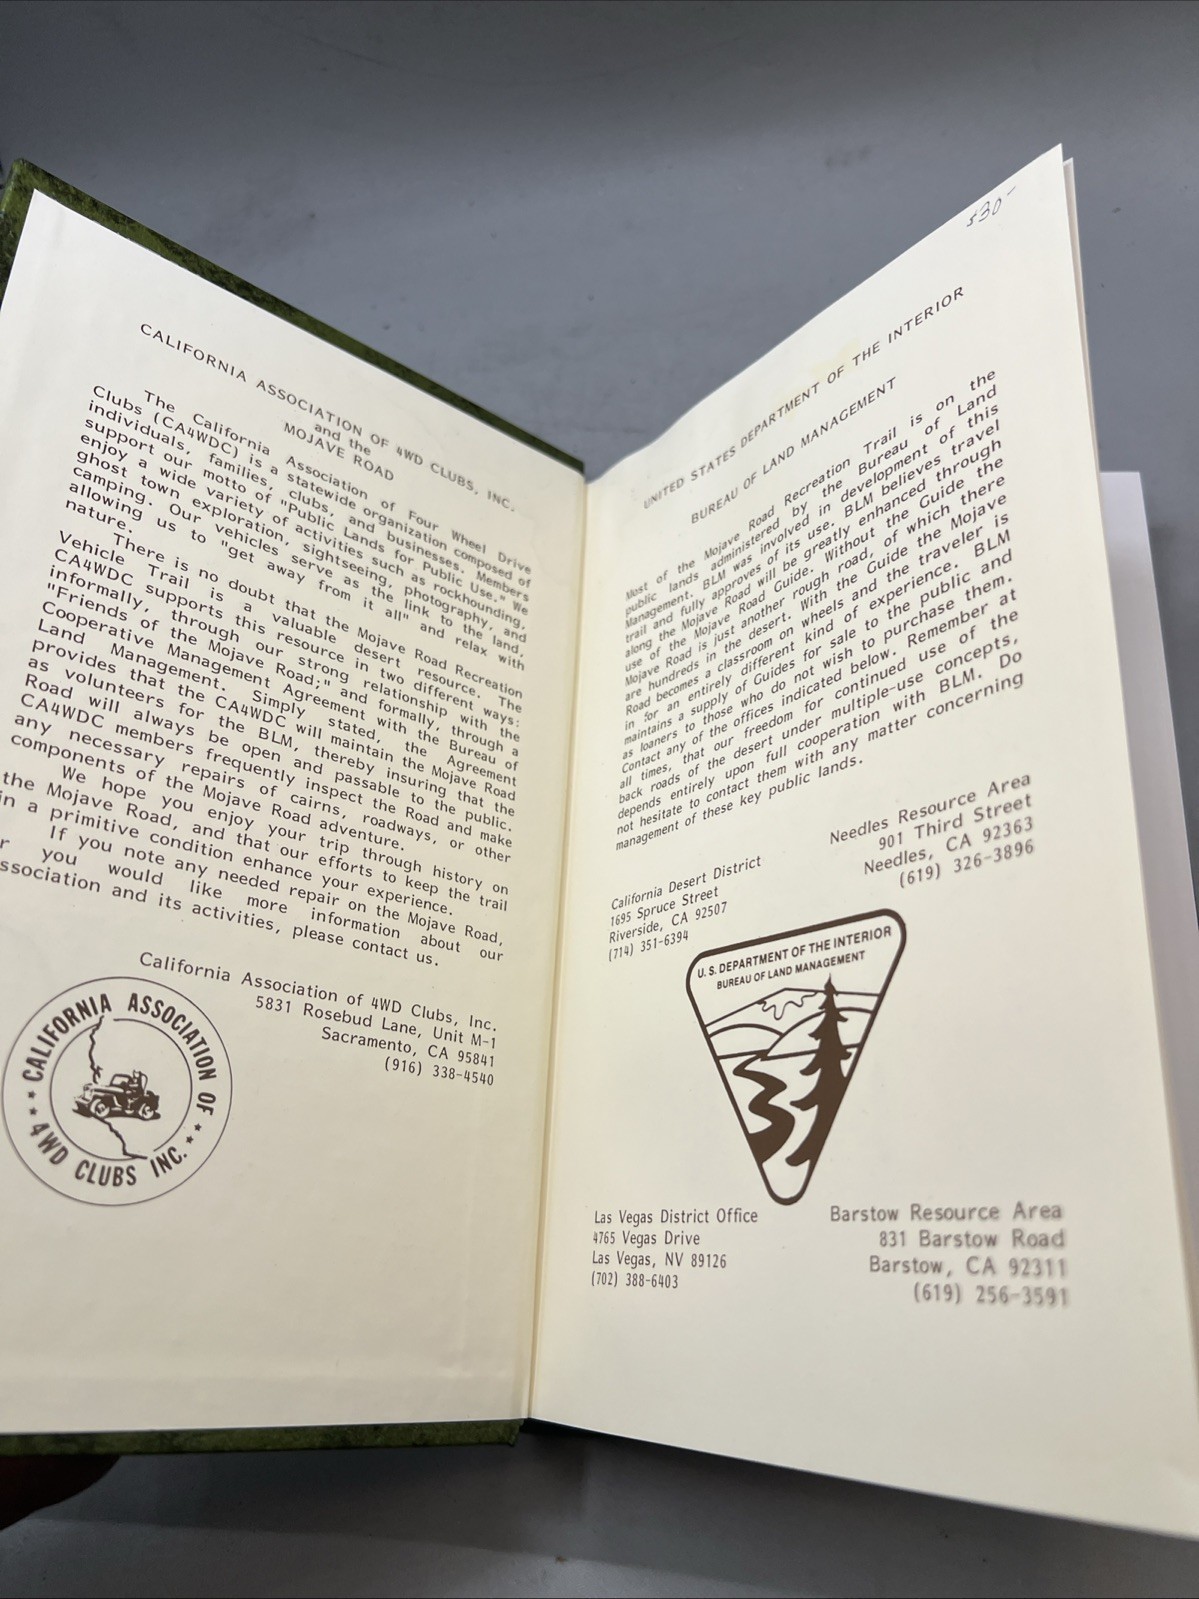 CALIFORNIA ASSOCIATION OF 4WD CLUBS, INC.
and the
MOJAVE ROAD
The California Association of Four Wheel Drive
Clubs (CA4WDC) is a statewide organization composed of
individuals, families, clubs, and businesses. Members
support our motto of "Public Lands for Public Use." We
enjoy a wide variety of activities such as rockhounding,
ghost town exploration, sightseeing, photography, and
camping. Our vehicles serve as the link to the land,
allowing us to "get away from it all" and relax with
nature.
There is no doubt that the Mojave Road Recreation
Vehicle Trail is a valuable desert resource. The
CA4WDC supports this resource in two different ways:
informally, through our strong relationship with the
"Friends of the Mojave Road;" and formally, through a
Cooperative Management Agreement with the Bureau of
Land Management. Simply stated, the Agreement
provides that the CA4WDC will maintain the Mojave Road
as volunteers for the BLM, thereby insuring that the
Road will always be open and passable to the public.
CA4WDC members frequently inspect the Road and make
any necessary repairs of cairns, roadways, or other
components of the Mojave Road adventure.
We hope you enjoy your trip through history on
the Mojave Road, and that our efforts to keep the trail
in a primitive condition enhance your experience.
If you note any needed repair on the Mojave Road,
r you would like more information about our
ssociation and its activities, please contact us.
California Association of 4WD Clubs, Inc.
5831 Rosebud Lane, Unit M-1
Sacramento, CA 95841
(916) 338-4540
CALIFORNIA ASSOCIATION OF
4WD CLUBS INC.
$30-
UNITED STATES DEPARTMENT OF THE INTERIOR
BUREAU OF LAND MANAGEMENT
Most of the Mojave Road Recreation Trail is on the
public lands administered by the Bureau of Land
Management. BLM was involved in development of this
trail and fully approves of its use. BLM believes travel
along the Mojave Road will be greatly enhanced through
use of the Mojave Road Guide. Without the Guide the
Mojave Road is just another rough road, of which there
are hundreds in the desert. With the Guide the Mojave
Road becomes a classroom on wheels and the traveler is
in for an entirely different kind of experience. BLM
maintains a supply of Guides for sale to the public and
as loaners to those who do not wish to purchase them.
Contact any of the offices indicated below. Remember at
all times, that our freedom for continued use of the
back roads of the desert under multiple-use concepts,
depends entirely upon full cooperation with BLM. Do
not hesitate to contact them with any matter concerning
management of these key public lands.
Needles Resource Area
901 Third Street
Needles, CA 92363
(619) 326-3896
California Desert District
1695 Spruce Street
Riverside, CA 92507
(714) 351-6394
U.S. DEPARTMENT OF THE INTERIOR
BUREAU OF LAND MANAGEMENT
Las Vegas District Office
4765 Vegas Drive
Las Vegas, NV 89126
(702) 388-6403
Barstow Resource Area
831 Barstow Road
Barstow, CA 92311
(619) 256-3591